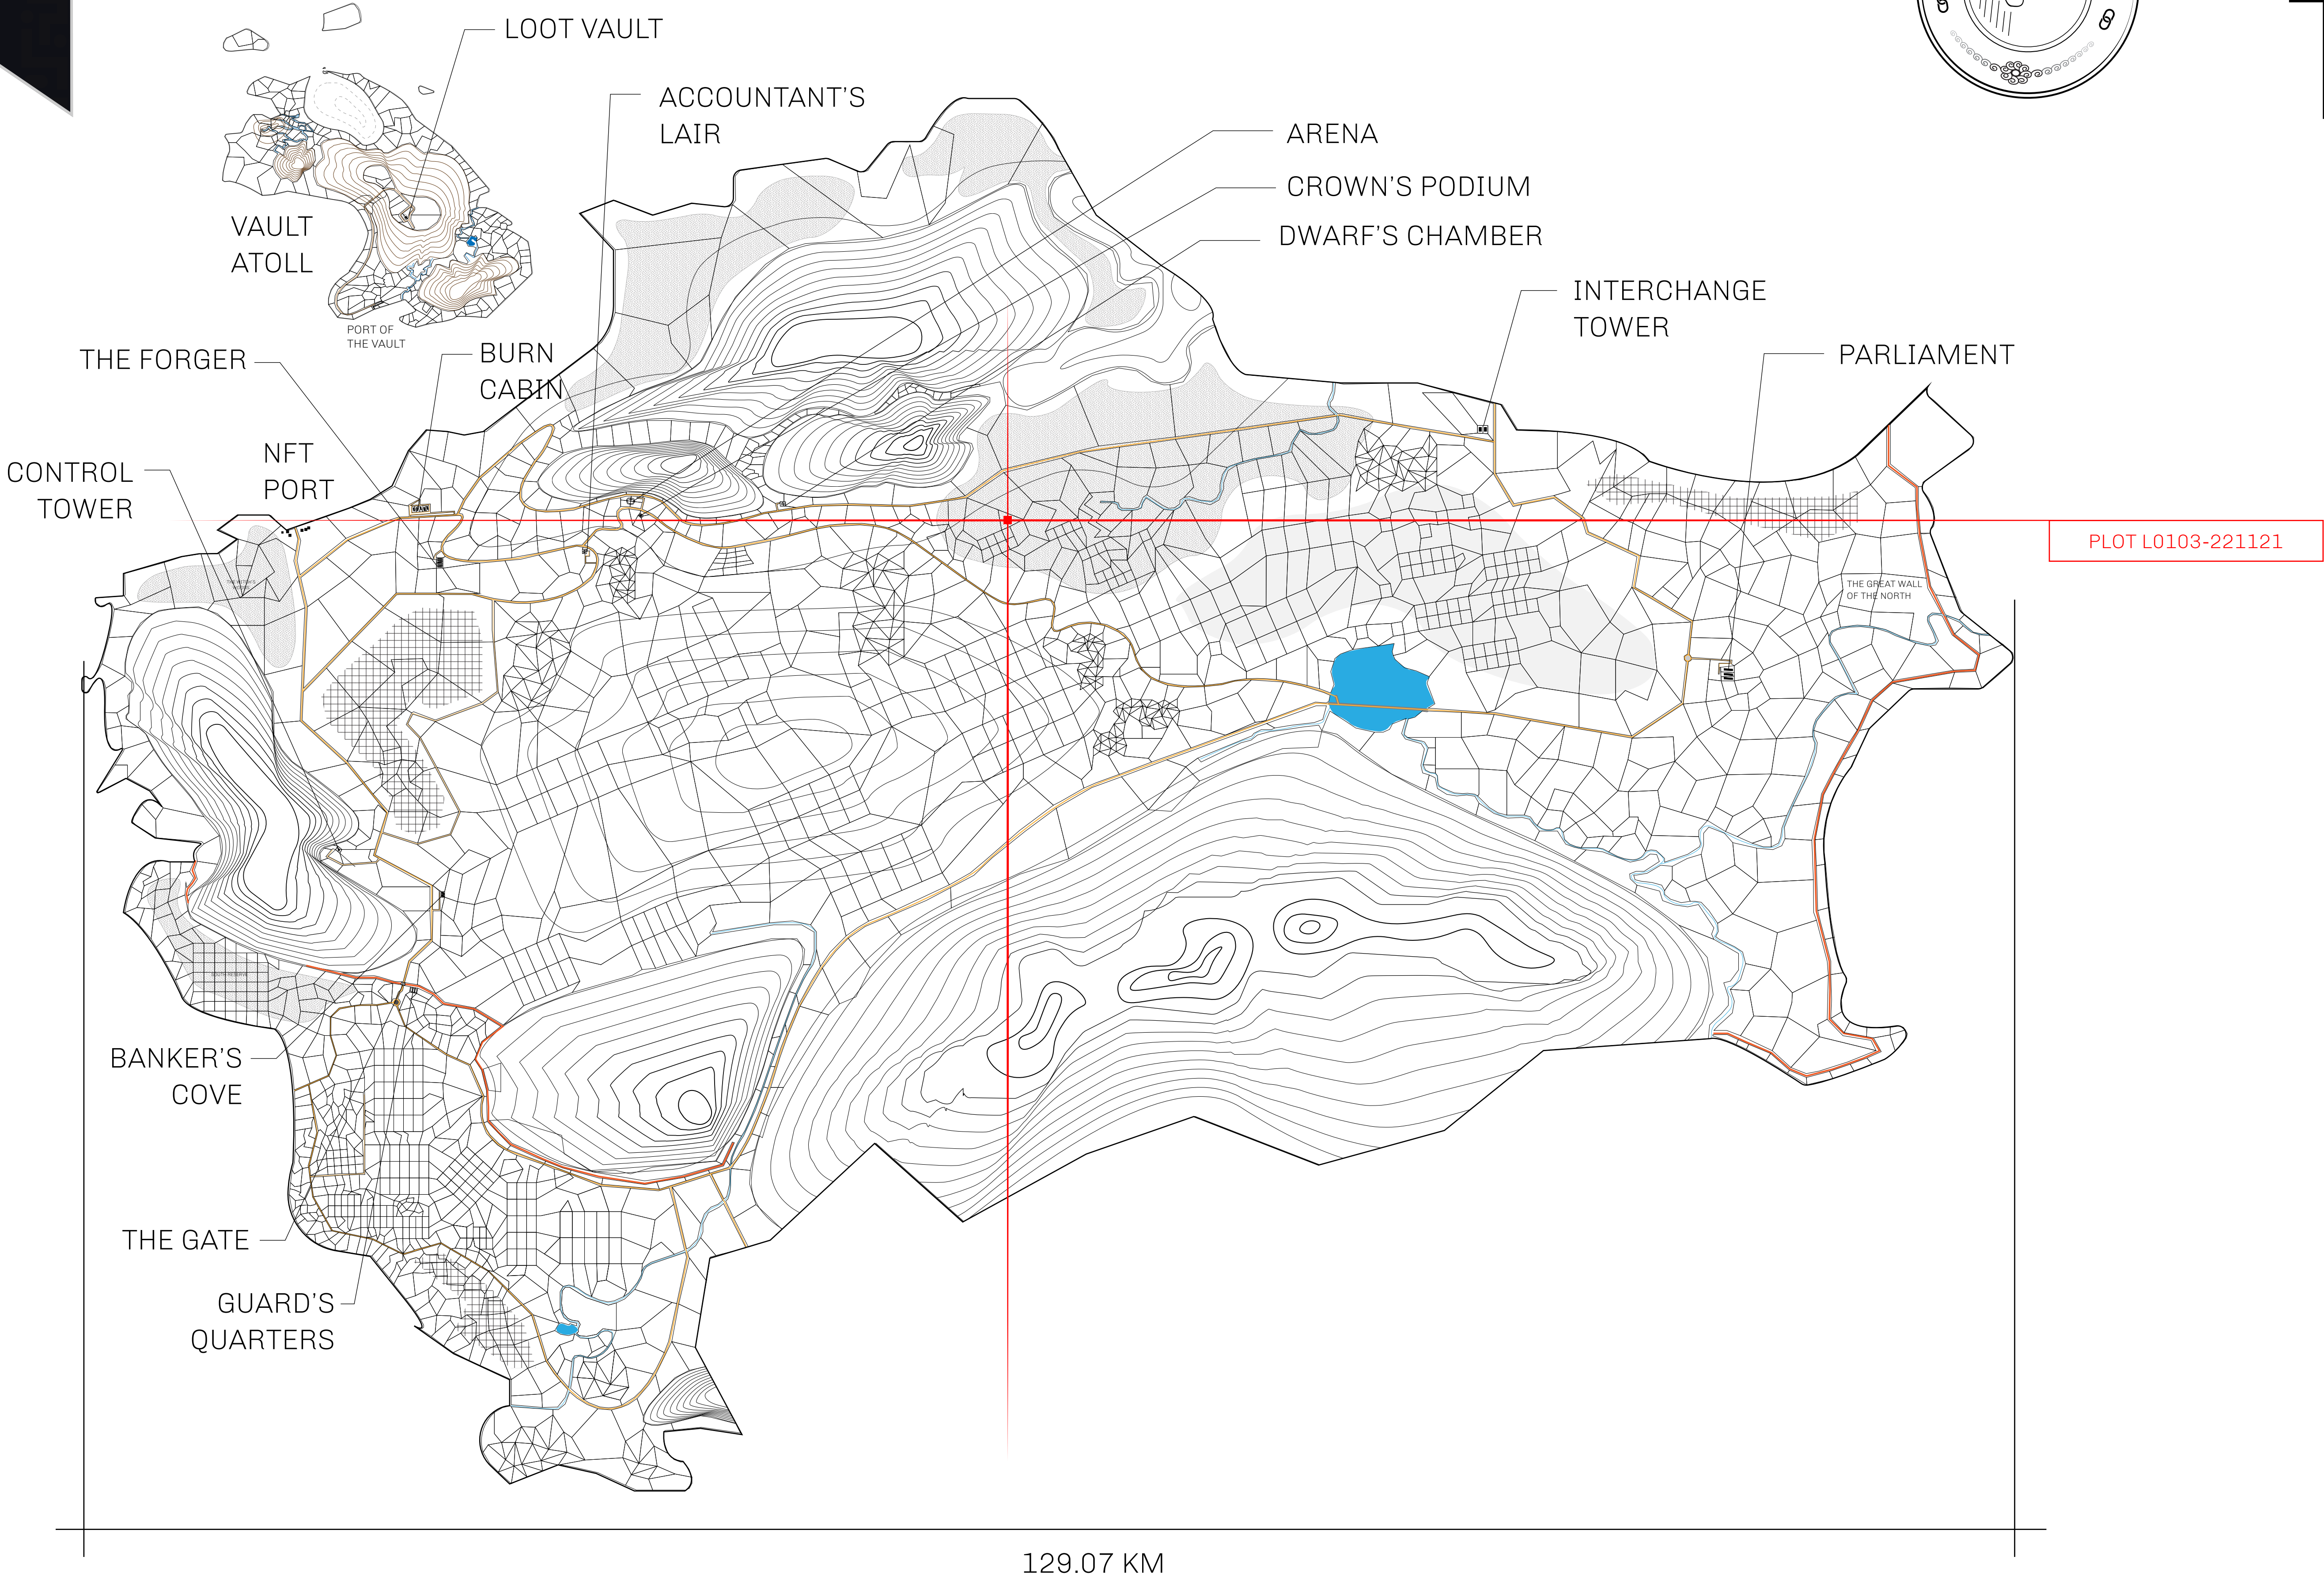 LOOT VAULT
ACCOUNTANT'S
LAIR
ARENA
CROWN'S PODIUM
DWARF'S CHAMBER
VAULT
ATOLL
PORT OF
THE VAULT
INTERCHANGE
TOWER
PARLIAMENT
THE FORGER
BURN
CABIN
NFT
PORT
CONTROL
TOWER
PLOT L0103-221121
THE GREAT WALL
OF THE NORTH
SOUTH RESERVE
BANKER'S
COVE
THE GATE
GUARD'S
QUARTERS
129.07 KM